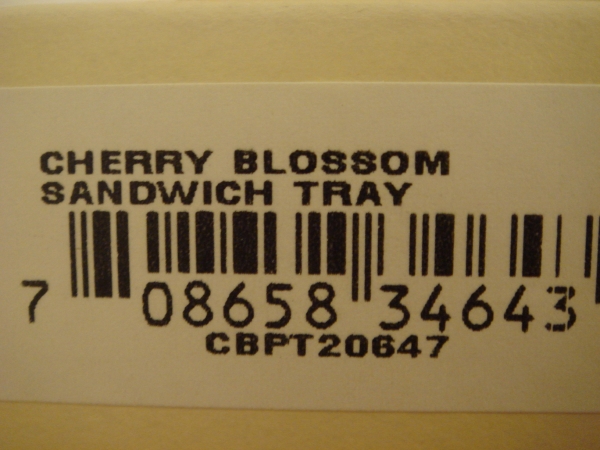 CHERRY BLOSSOM
SANDWICH TRAY
7 08658 34643
CBPT20647